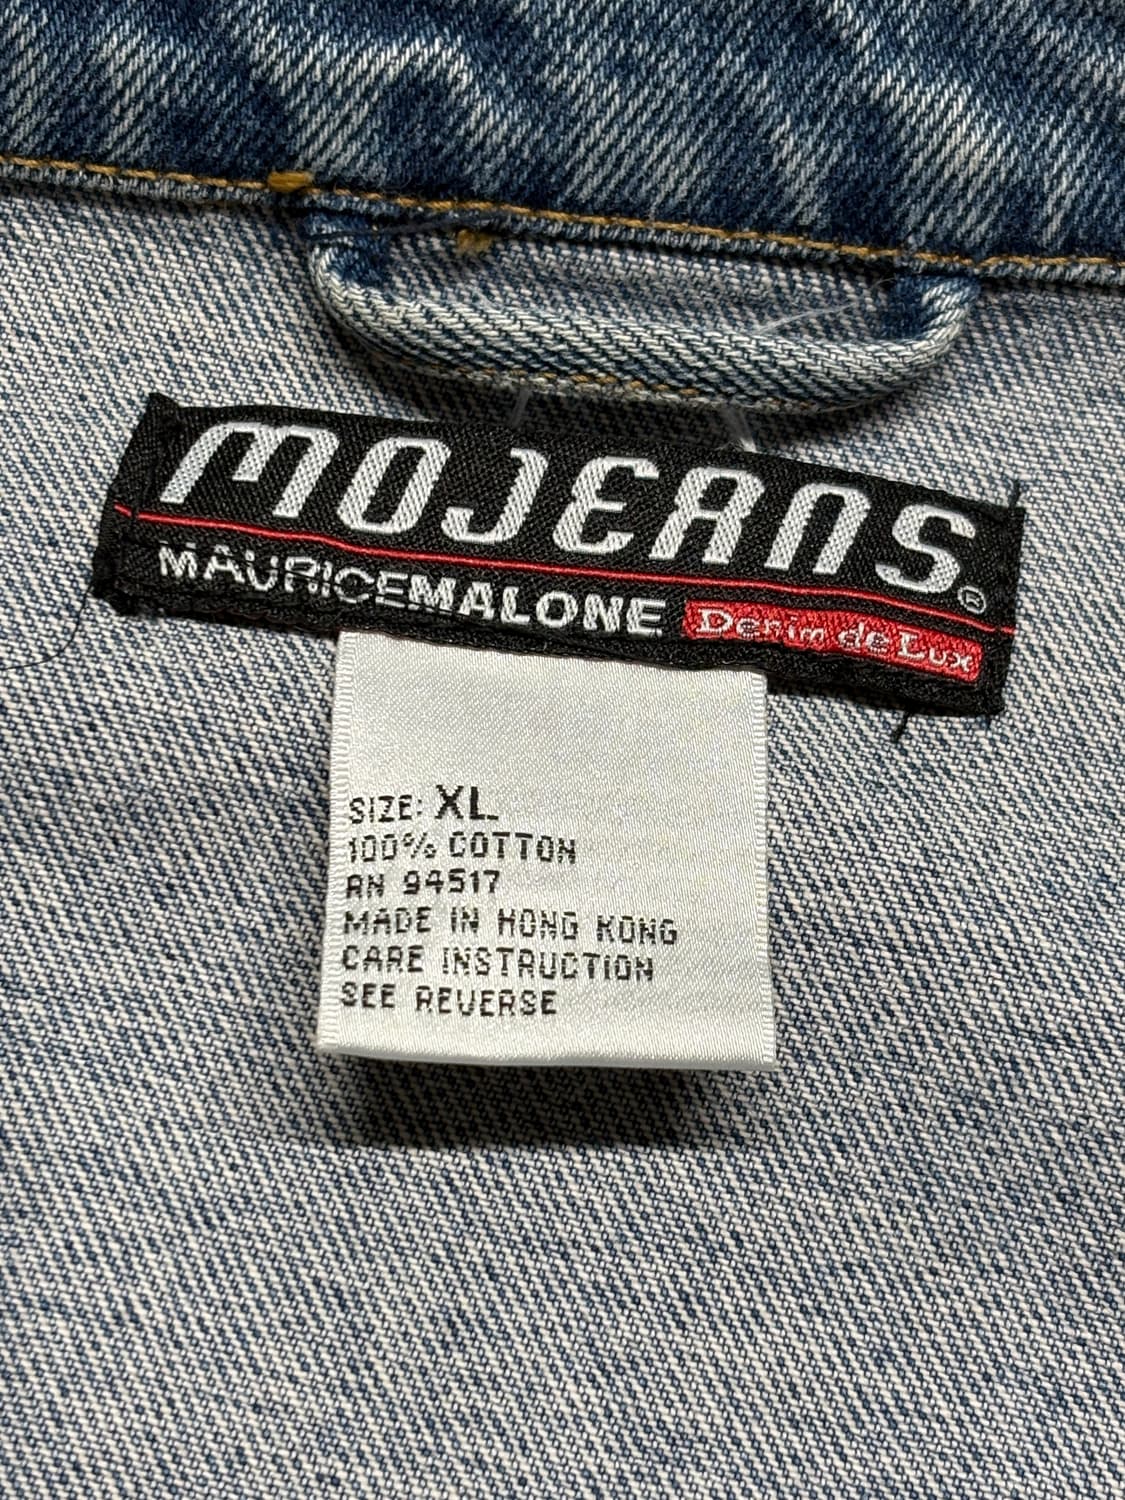 MOJEANS®
MAURICEMALONE Denim de Lux
SIZE: XL
100% COTTON
RN 94517
MADE IN HONG KONG
CARE INSTRUCTION
SEE REVERSE